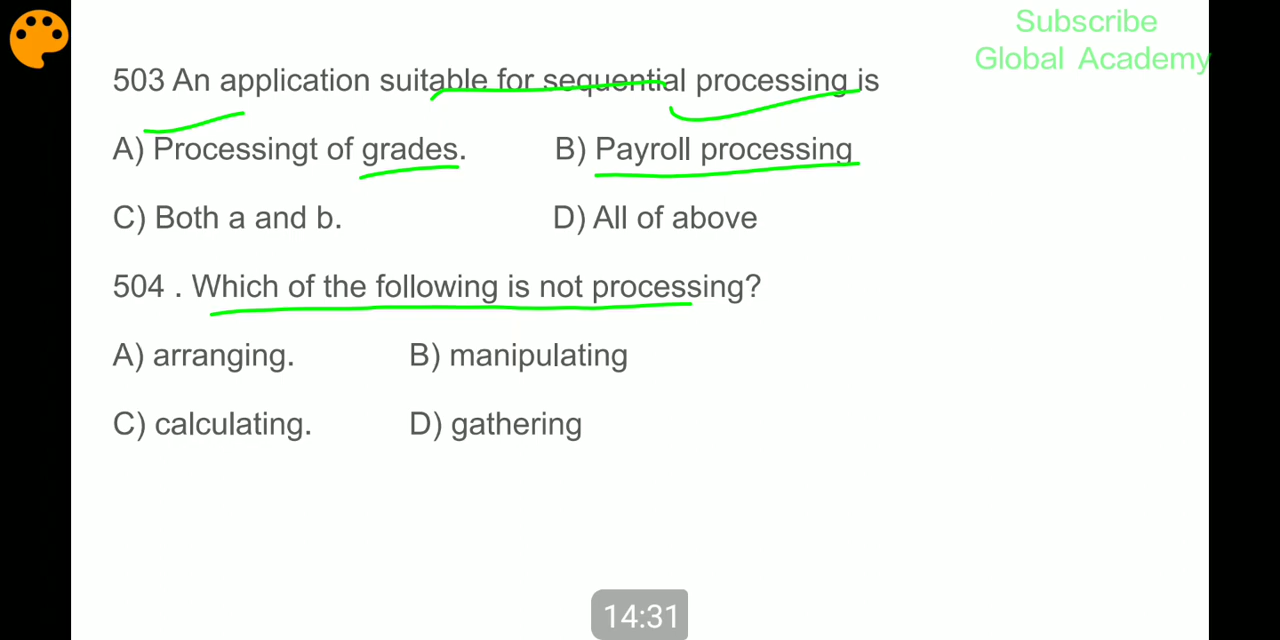 Subscribe
Global Academy
503 An application suitable for sequential processing is
A) Processingt of grades. B) Payroll processing
C) Both a and b. D) All of above
504 . Which of the following is not processing?
A) arranging. B) manipulating
C) calculating. D) gathering
14:31